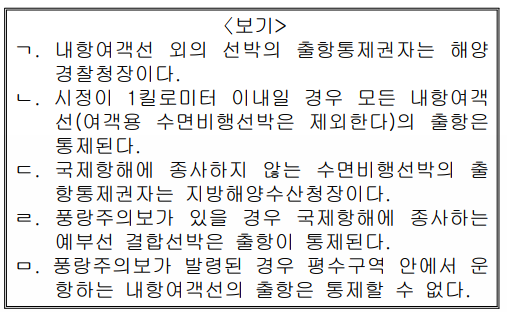 <보기>
ㄱ. 내항여객선 외의 선박의 출항통제권자는 해양
경찰청장이다.
ㄴ. 시정이 1킬로미터 이내일 경우 모든 내항여객
선(여객용 수면비행선박은 제외한다)의 출항은
통제된다.
ㄷ. 국제항해에 종사하지 않는 수면비행선박의 출
항통제권자는 지방해양수산청장이다.
ㄹ. 풍랑주의보가 있을 경우 국제항해에 종사하는
예부선 결합선박은 출항이 통제된다.
ㅁ. 풍랑주의보가 발령된 경우 평수구역 안에서 운
항하는 내항여객선의 출항은 통제할 수 없다.